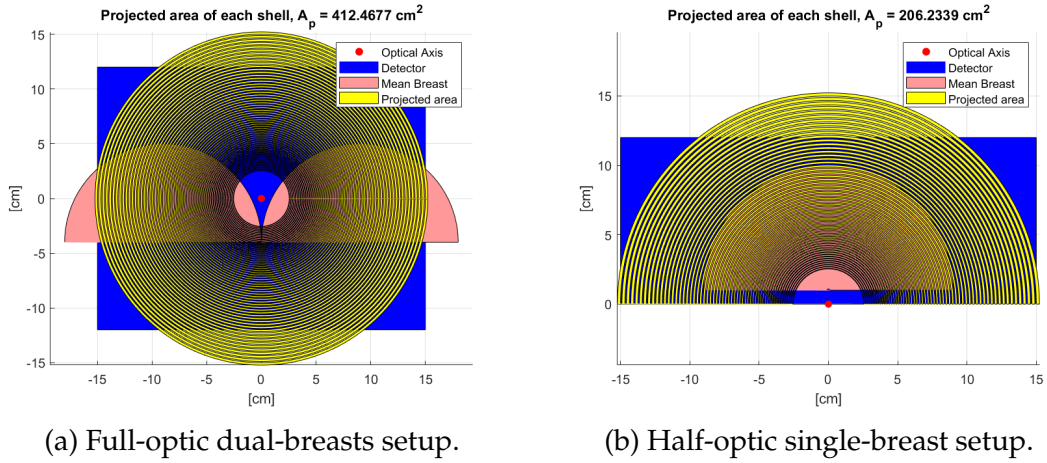 Projected area of each shell, A_p = 412.4677 cm^2
Optical Axis
Detector
Mean Breast
Projected area
15
10
5
0
-5
-10
-15
[cm]
-15 -10 -5 0 5 10 15
[cm]
(a) Full-optic dual-breasts setup.
Projected area of each shell, A_p = 206.2339 cm^2
Optical Axis
Detector
Mean Breast
Projected area
15
10
5
0
[cm]
-15 -10 -5 0 5 10 15
[cm]
(b) Half-optic single-breast setup.